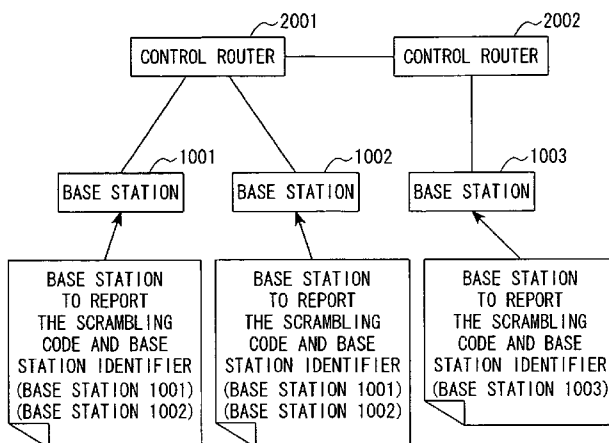 2001
2002
CONTROL ROUTER
CONTROL ROUTER
1001
1002
1003
BASE STATION
BASE STATION
BASE STATION
BASE STATION
TO REPORT
THE SCRAMBLING
CODE AND BASE
STATION IDENTIFIER
(BASE STATION 1001)
(BASE STATION 1002)
BASE STATION
TO REPORT
THE SCRAMBLING
CODE AND BASE
STATION IDENTIFIER
(BASE STATION 1001)
(BASE STATION 1002)
BASE STATION
TO REPORT
THE SCRAMBLING
CODE AND BASE
STATION IDENTIFIER
(BASE STATION 1003)